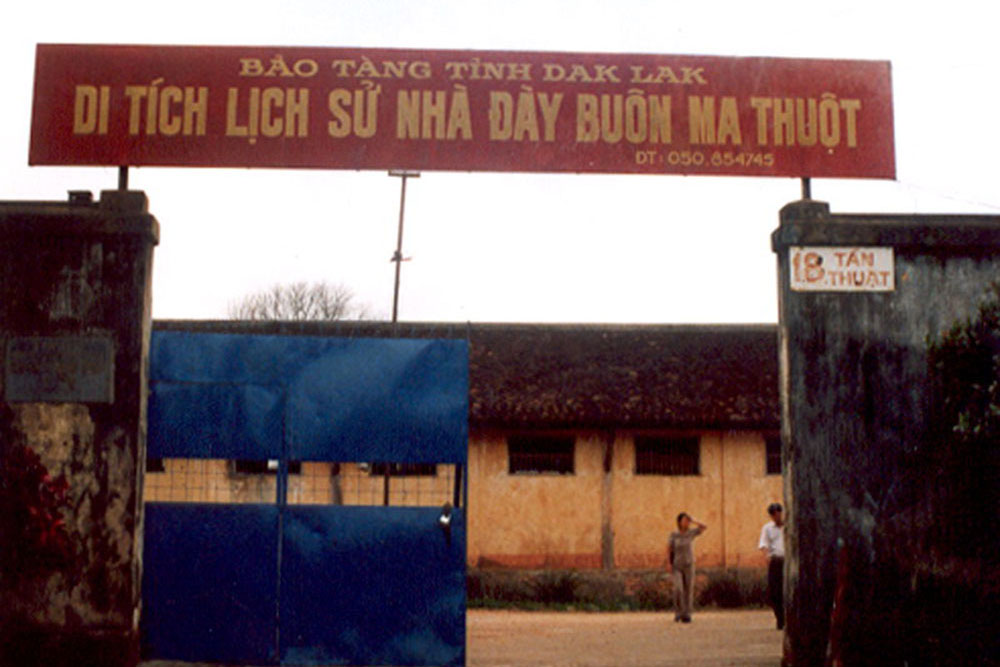 BẢO TÀNG TỈNH DAK LAK
DI TÍCH LỊCH SỬ NHÀ ĐÀY BUÔN MA THUỘT
DT: 050.854745
18 TÁN
THUẬT